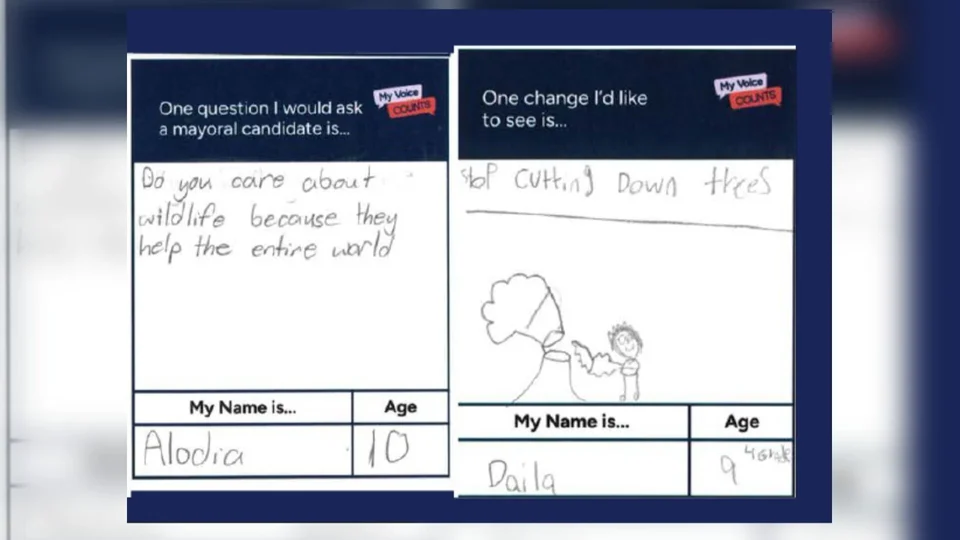 One question I would ask
a mayoral candidate is...
My Voice
COUNTS
Do you care about
wildlife because they
help the entire world
My Name is...
Age
Alodia
10
One change I'd like
to see is...
My Voice
COUNTS
stop cutting Down trees
My Name is...
Age
Daila
9 4 Grade